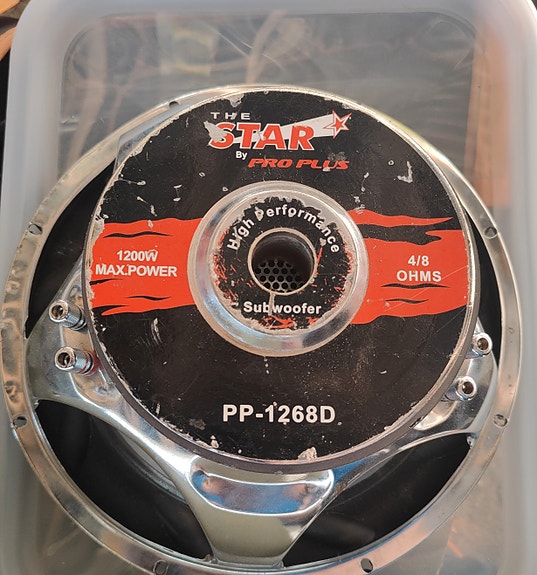 THE
STAR
By PRO PLUS
High Performance
1200W
MAX.POWER
4/8
OHMS
Subwoofer
PP-1268D